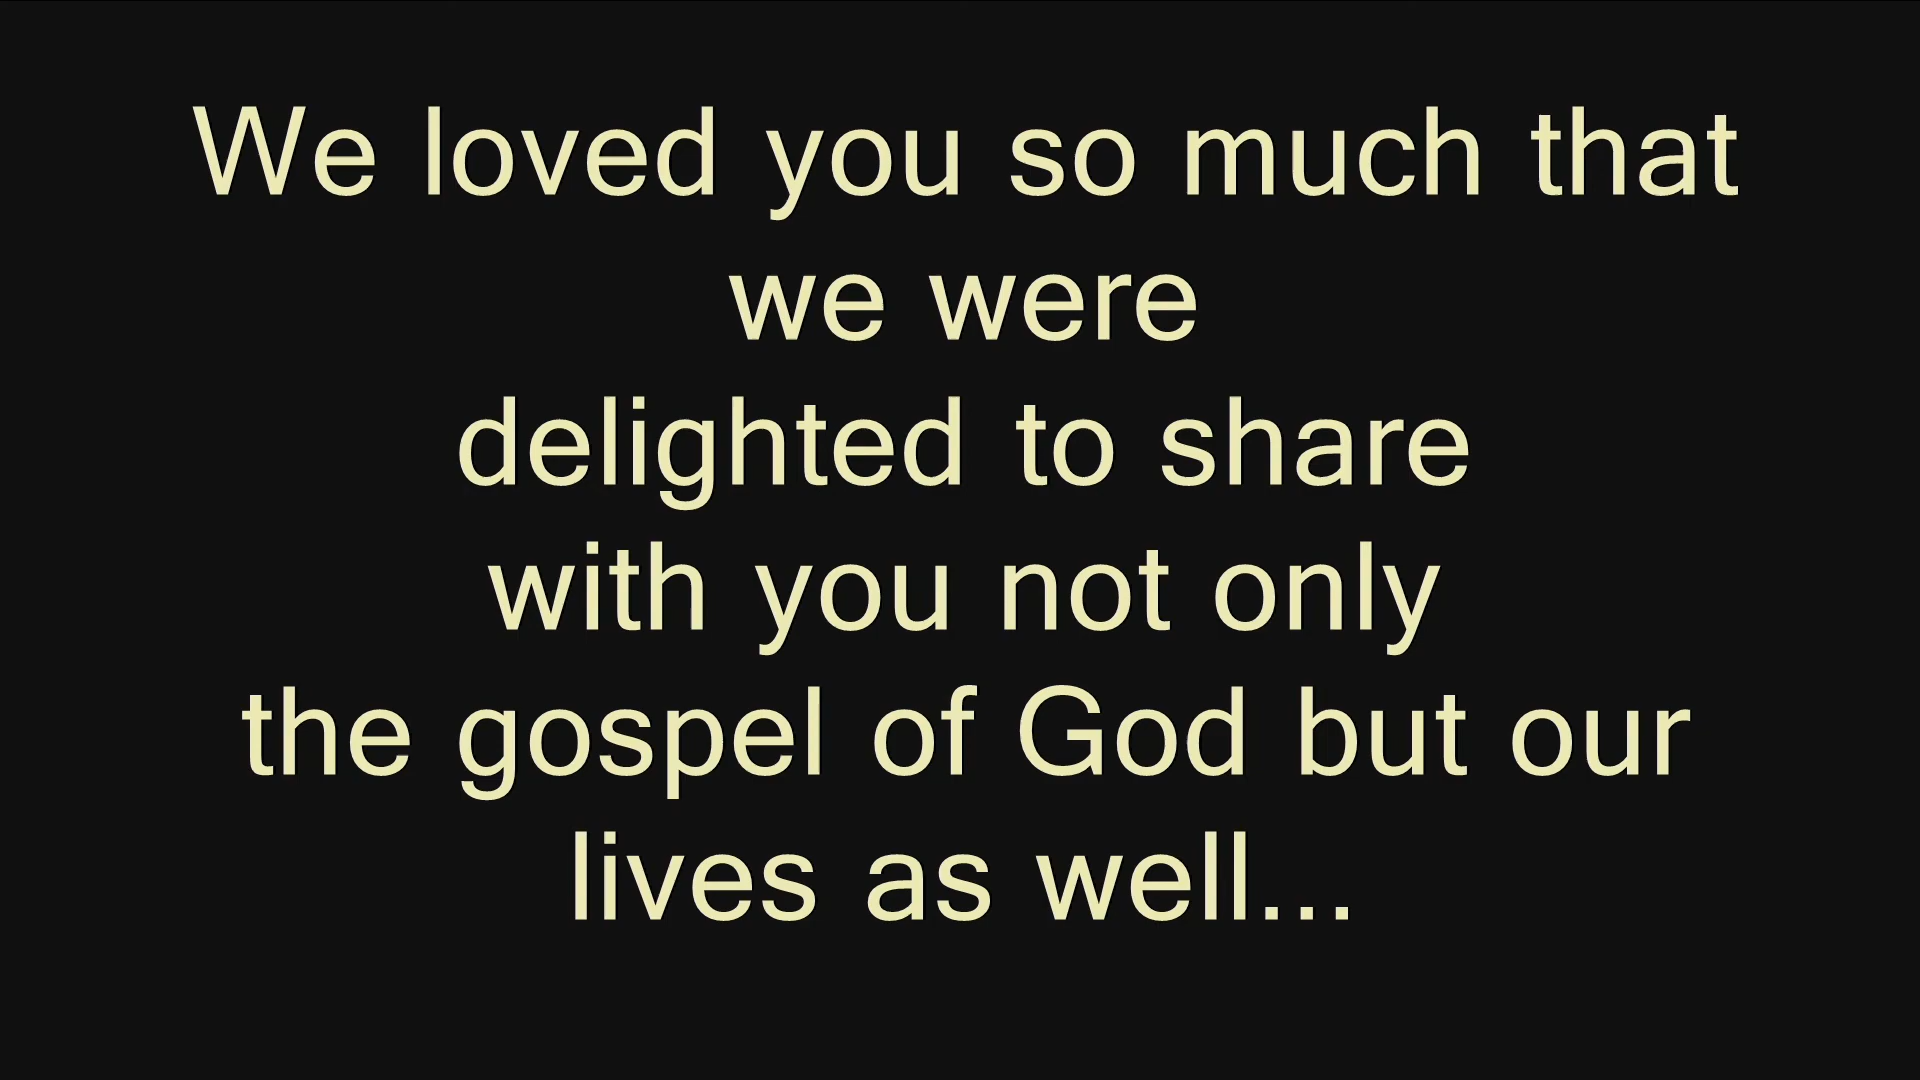 We loved you so much that
we were
delighted to share
with you not only
the gospel of God but our
lives as well...